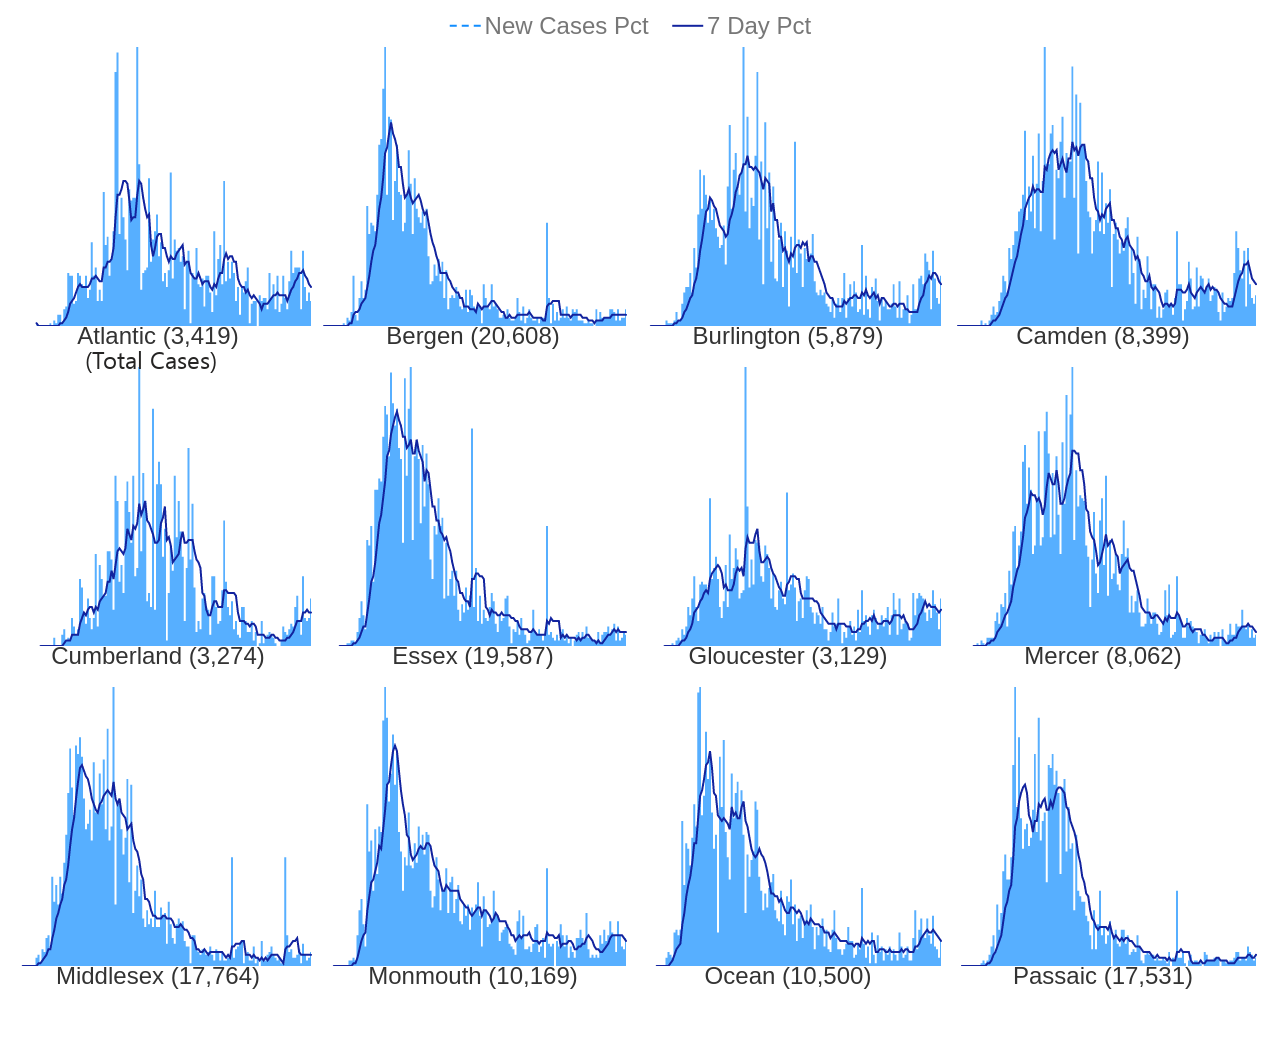 New Cases Pct 7 Day Pct
Atlantic (3,419) Bergen (20,608) Burlington (5,879) Camden (8,399)
(Total Cases)
Cumberland (3,274) Essex (19,587) Gloucester (3,129) Mercer (8,062)
Middlesex (17,764) Monmouth (10,169) Ocean (10,500) Passaic (17,531)